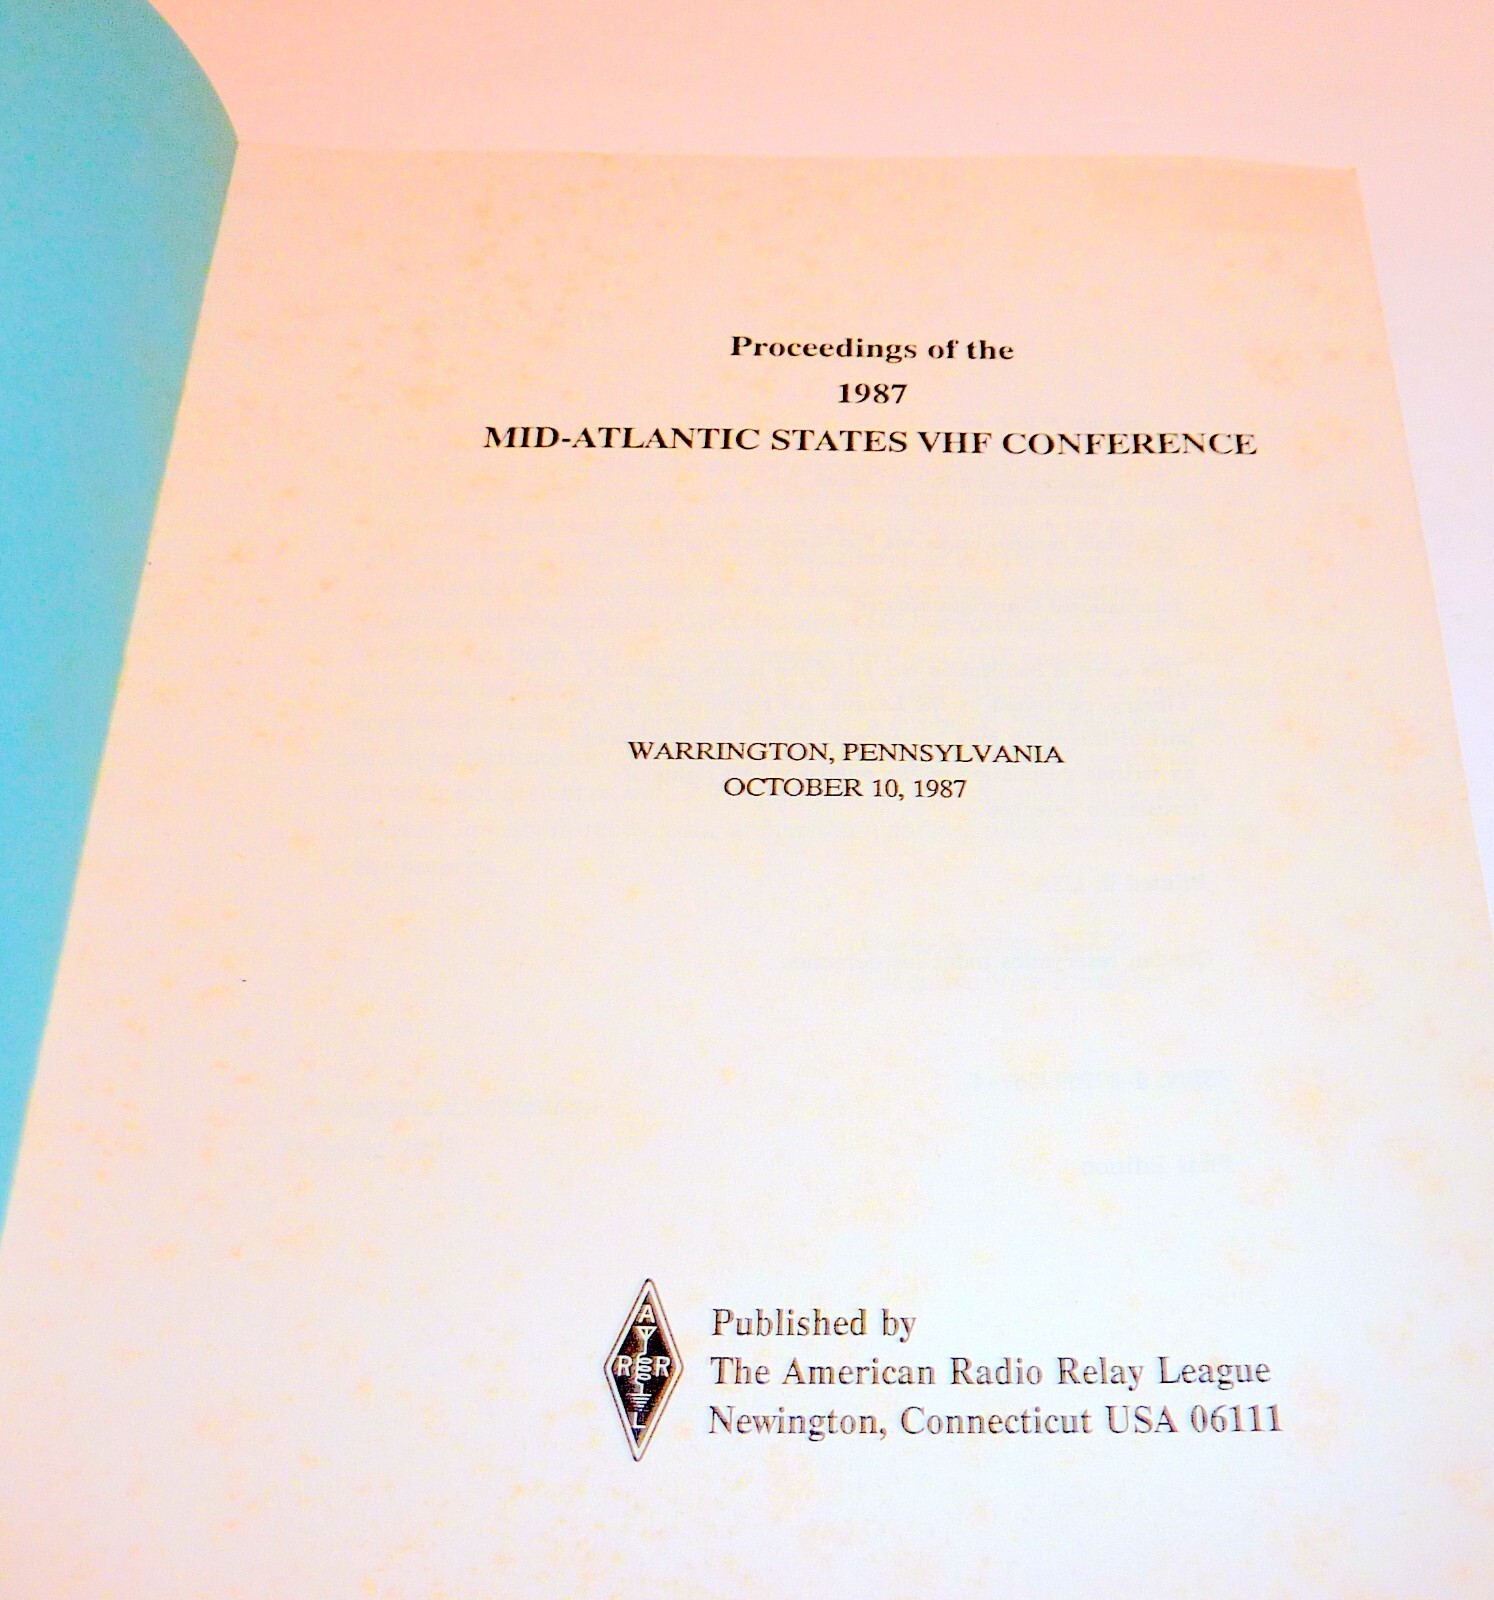 Proceedings of the
1987
MID-ATLANTIC STATES VHF CONFERENCE
WARRINGTON, PENNSYLVANIA
OCTOBER 10, 1987
A
R R
L
Published by
The American Radio Relay League
Newington, Connecticut USA 06111